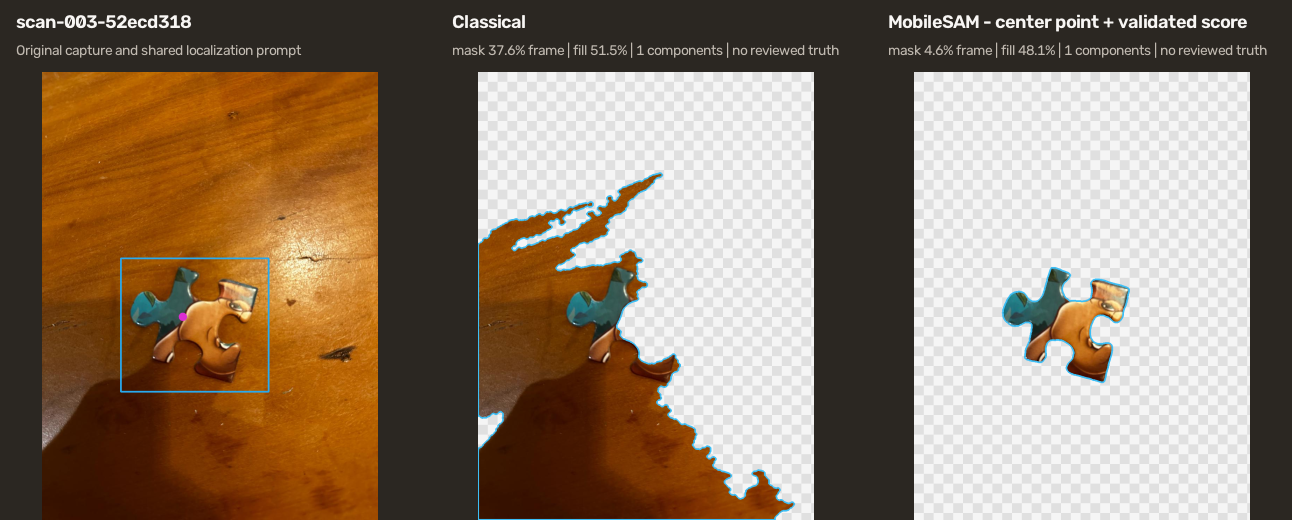 scan-003-52ecd318
Original capture and shared localization prompt
Classical
mask 37.6% frame | fill 51.5% | 1 components | no reviewed truth
MobileSAM - center point + validated score
mask 4.6% frame | fill 48.1% | 1 components | no reviewed truth